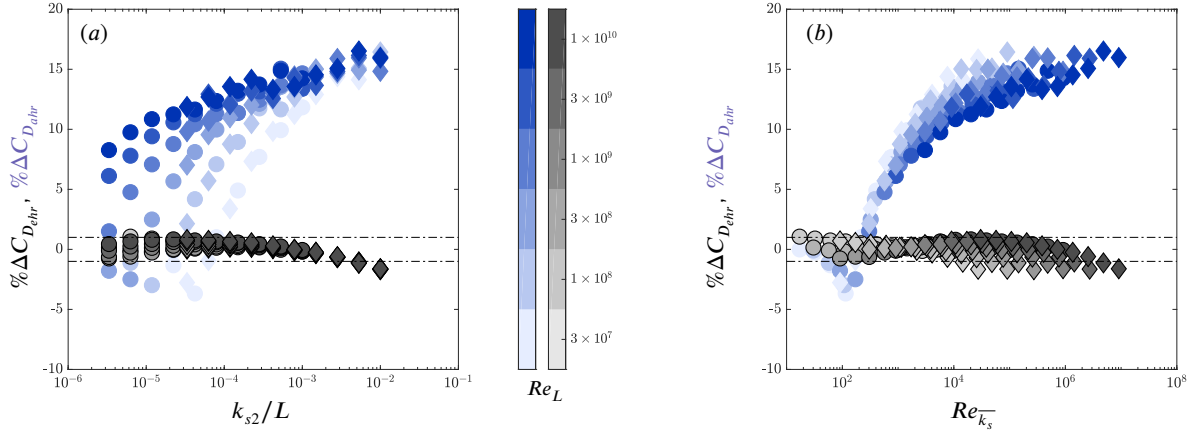 (a)
%ΔC_{D_{ehr}}, %ΔC_{D_{ahr}}
20
15
10
5
0
-5
-10
10^{-6}
10^{-5}
10^{-4}
10^{-3}
10^{-2}
10^{-1}
k_{s2}/L
1 × 10^{10}
3 × 10^{9}
1 × 10^{9}
3 × 10^{8}
1 × 10^{8}
3 × 10^{7}
Re_L
(b)
%ΔC_{D_{ehr}}, %ΔC_{D_{ahr}}
20
15
10
5
0
-5
-10
10^{2}
10^{4}
10^{6}
10^{8}
Re_{\overline{k_s}}